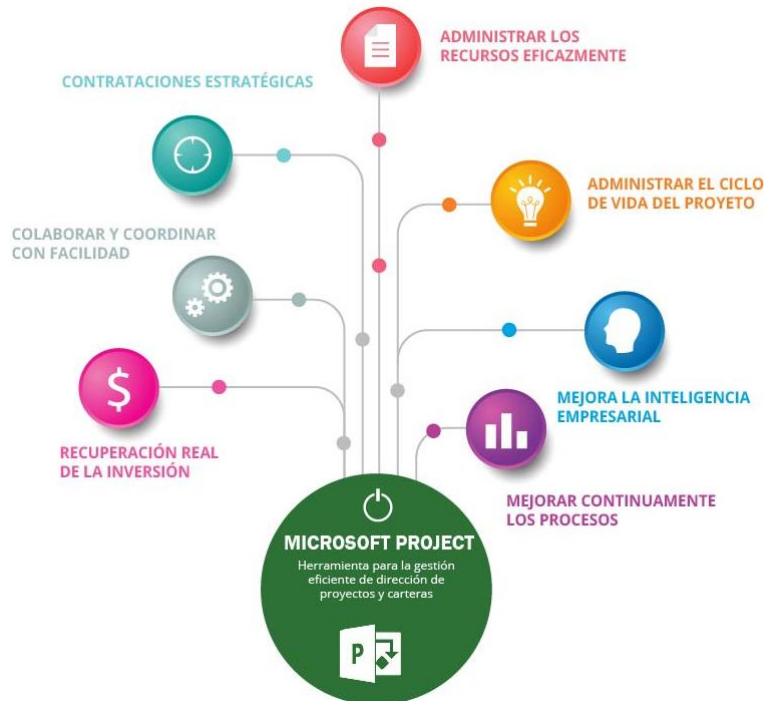 ADMINISTRAR LOS
RECURSOS EFICAZMENTE
CONTRATACIONES ESTRATÉGICAS
ADMINISTRAR EL CICLO
DE VIDA DEL PROYETO
COLABORAR Y COORDINAR
CON FACILIDAD
$
MEJORA LA INTELIGENCIA
EMPRESARIAL
RECUPERACIÓN REAL
DE LA INVERSIÓN
MEJORAR CONTINUAMENTE
LOS PROCESOS
MICROSOFT PROJECT
Herramienta para la gestión
eficiente de dirección de
proyectos y carteras
P